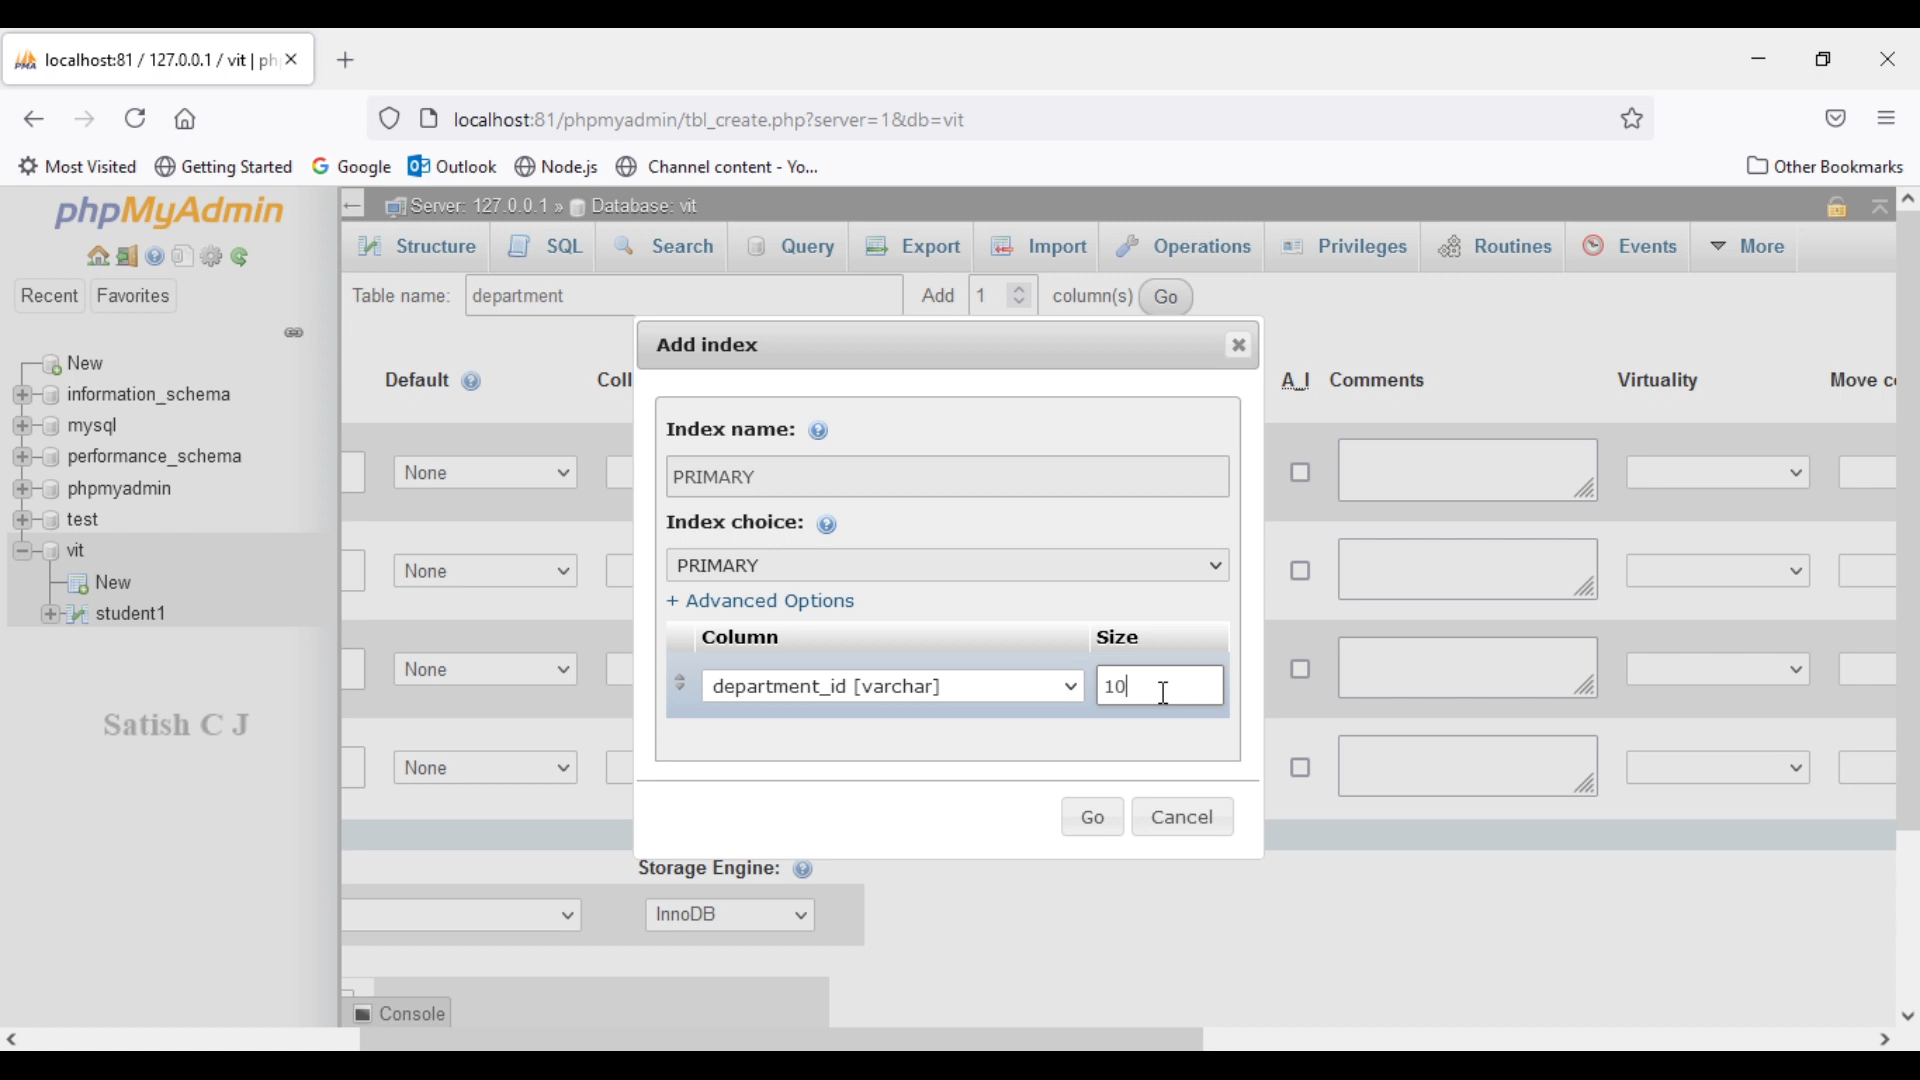 localhost:81 / 127.0.0.1 / vit | ph
localhost:81/phpmyadmin/tbl_create.php?server=1&db=vit
Most Visited Getting Started Google Outlook Node.js Channel content - Yo... Other Bookmarks
phpMyAdmin
Server: 127.0.0.1 » Database: vit
Structure SQL Search Query Export Import Operations Privileges Routines Events More
Recent Favorites
Table name: department Add 1 column(s) Go
New
information_schema
mysql
performance_schema
phpmyadmin
test
vit
New
student1
Satish C J
Default Coll A_I Comments Virtuality Move c
None
None
None
None
Add index
Index name:
PRIMARY
Index choice:
PRIMARY
+ Advanced Options
Column Size
department_id [varchar] 10
Go Cancel
Storage Engine:
InnoDB
Console